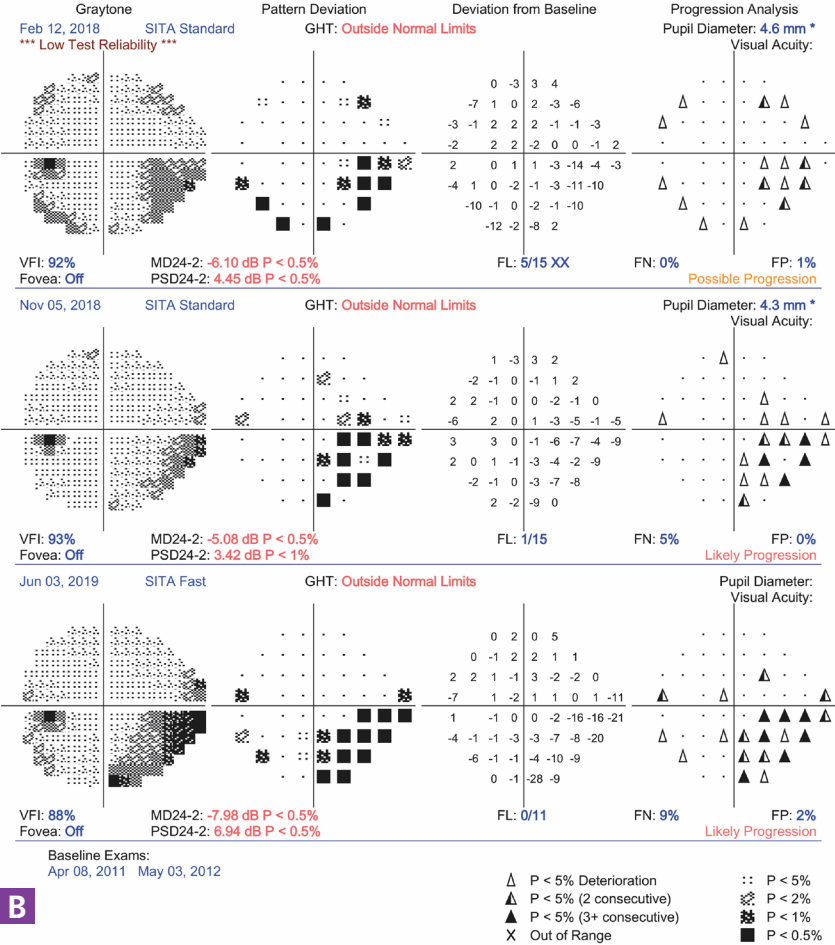 Graytone Pattern Deviation Deviation from Baseline Progression Analysis
Feb 12, 2018 SITA Standard GHT: Outside Normal Limits Pupil Diameter: 4.6 mm *
*** Low Test Reliability *** Visual Acuity:
0 -3 3 4
-7 1 0 2 -3 -6
-3 -1 2 2 2 -1 -1 -3
-2 2 2 -2 0 0 -1 2
2 0 1 1 -3 -14 -4 -3
-4 1 0 -2 -1 -3 -11 -10
-10 -1 0 -2 -1 -10
-12 -2 -8 2
VFI: 92% MD24-2: -6.10 dB P < 0.5% FL: 5/15 XX FN: 0% FP: 1%
Fovea: Off PSD24-2: 4.45 dB P < 0.5% Possible Progression
Nov 05, 2018 SITA Standard GHT: Outside Normal Limits Pupil Diameter: 4.3 mm *
Visual Acuity:
1 -3 3 2
-2 -1 0 -1 1 2
2 2 -1 0 0 -2 -1 0
-6 2 0 1 -3 -5 -1 -5
3 3 0 -1 -6 -7 -4 -9
2 0 1 -1 -3 -4 -2 -9
-2 -1 0 -3 -7 -8
2 -2 -9 0
VFI: 93% MD24-2: -5.08 dB P < 0.5% FL: 1/15 FN: 5% FP: 0%
Fovea: Off PSD24-2: 3.42 dB P < 1% Likely Progression
Jun 03, 2019 SITA Fast GHT: Outside Normal Limits Pupil Diameter:
Visual Acuity:
0 2 0 5
0 -1 2 2 1 1
2 2 1 1 3 -2 -2 0
-7 1 -2 1 1 0 1 -11
1 -1 0 0 -2 -16 -16 -21
-4 -1 -1 -3 -3 -7 -8 -20
-6 -1 -1 -4 -10 -9
0 -1 -28 -9
VFI: 88% MD24-2: -7.98 dB P < 0.5% FL: 0/11 FN: 9% FP: 2%
Fovea: Off PSD24-2: 6.94 dB P < 0.5% Likely Progression
Baseline Exams:
Apr 08, 2011 May 03, 2012
P < 5% Deterioration P < 5%
P < 5% (2 consecutive) P < 2%
P < 5% (3+ consecutive) P < 1%
X Out of Range P < 0.5%
B